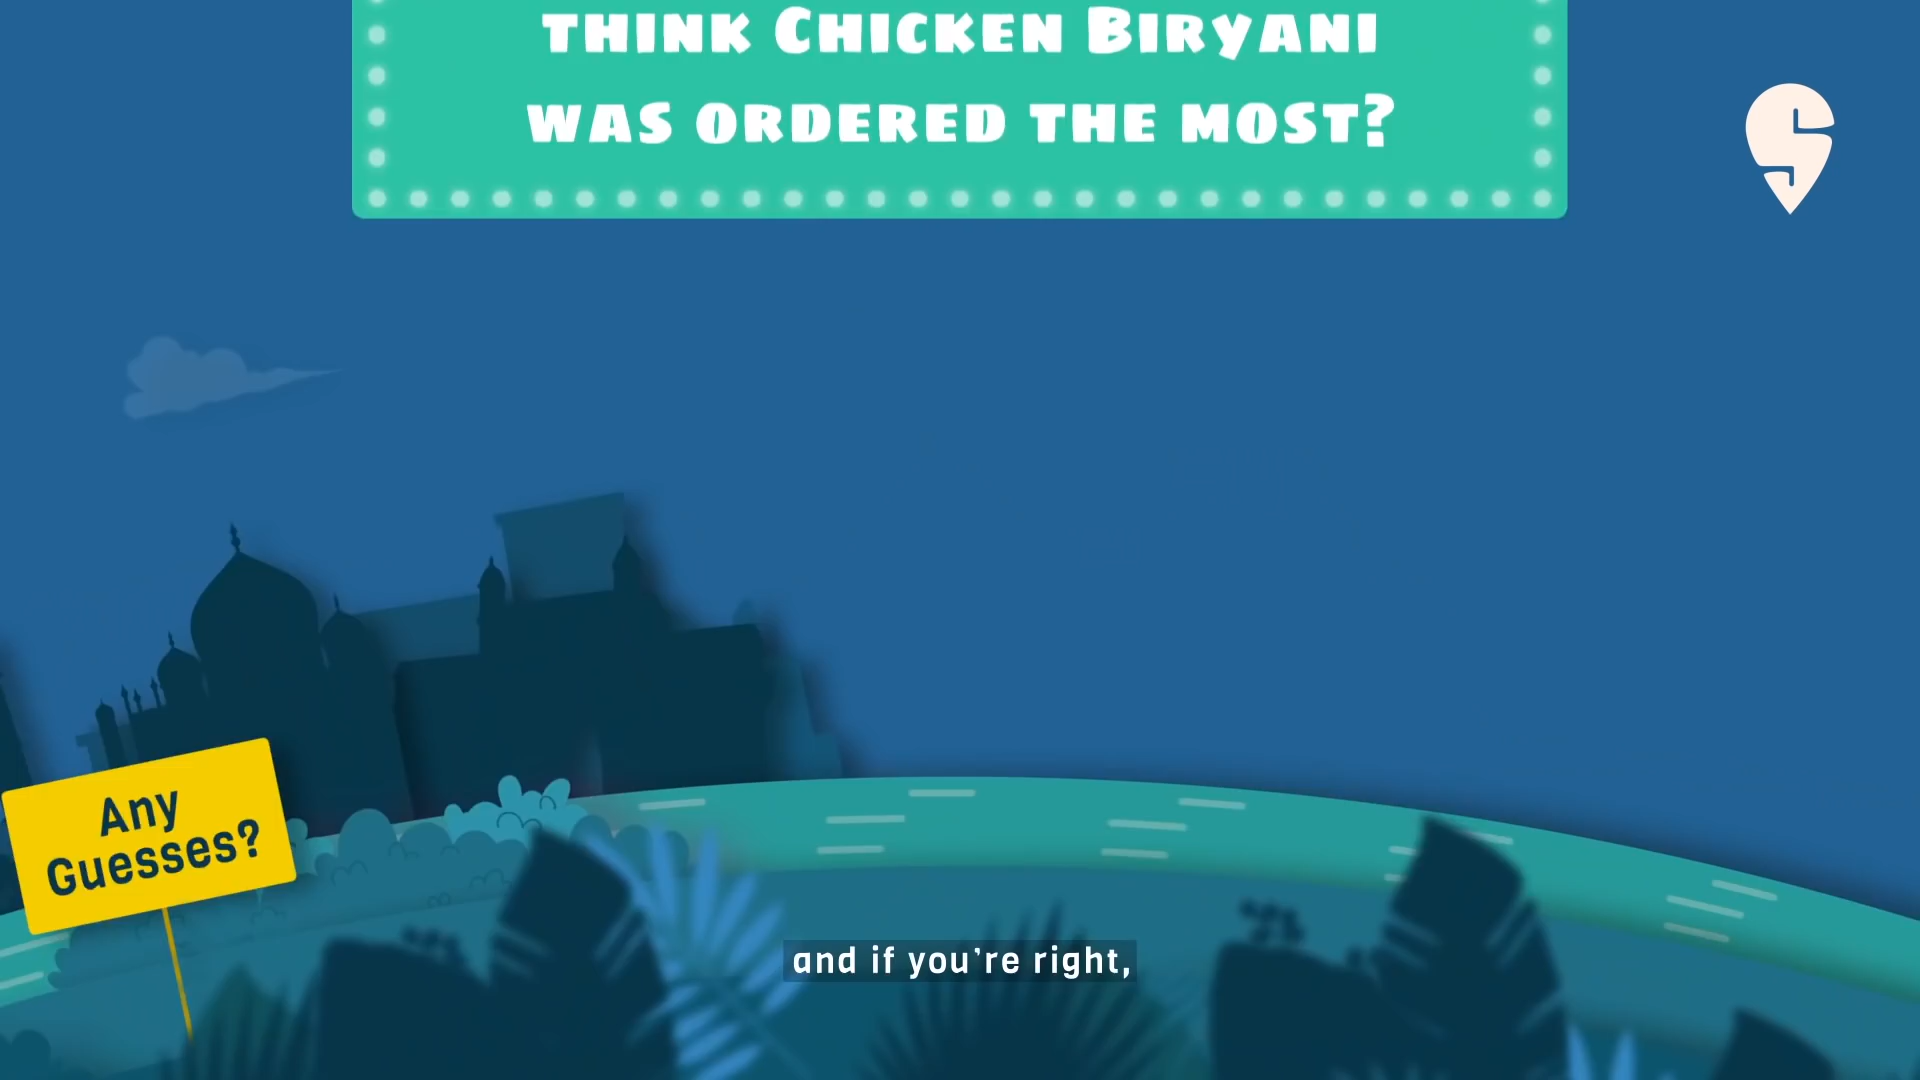 THINK CHICKEN BIRYANI
WAS ORDERED THE MOST?
Any
Guesses?
and if you're right,